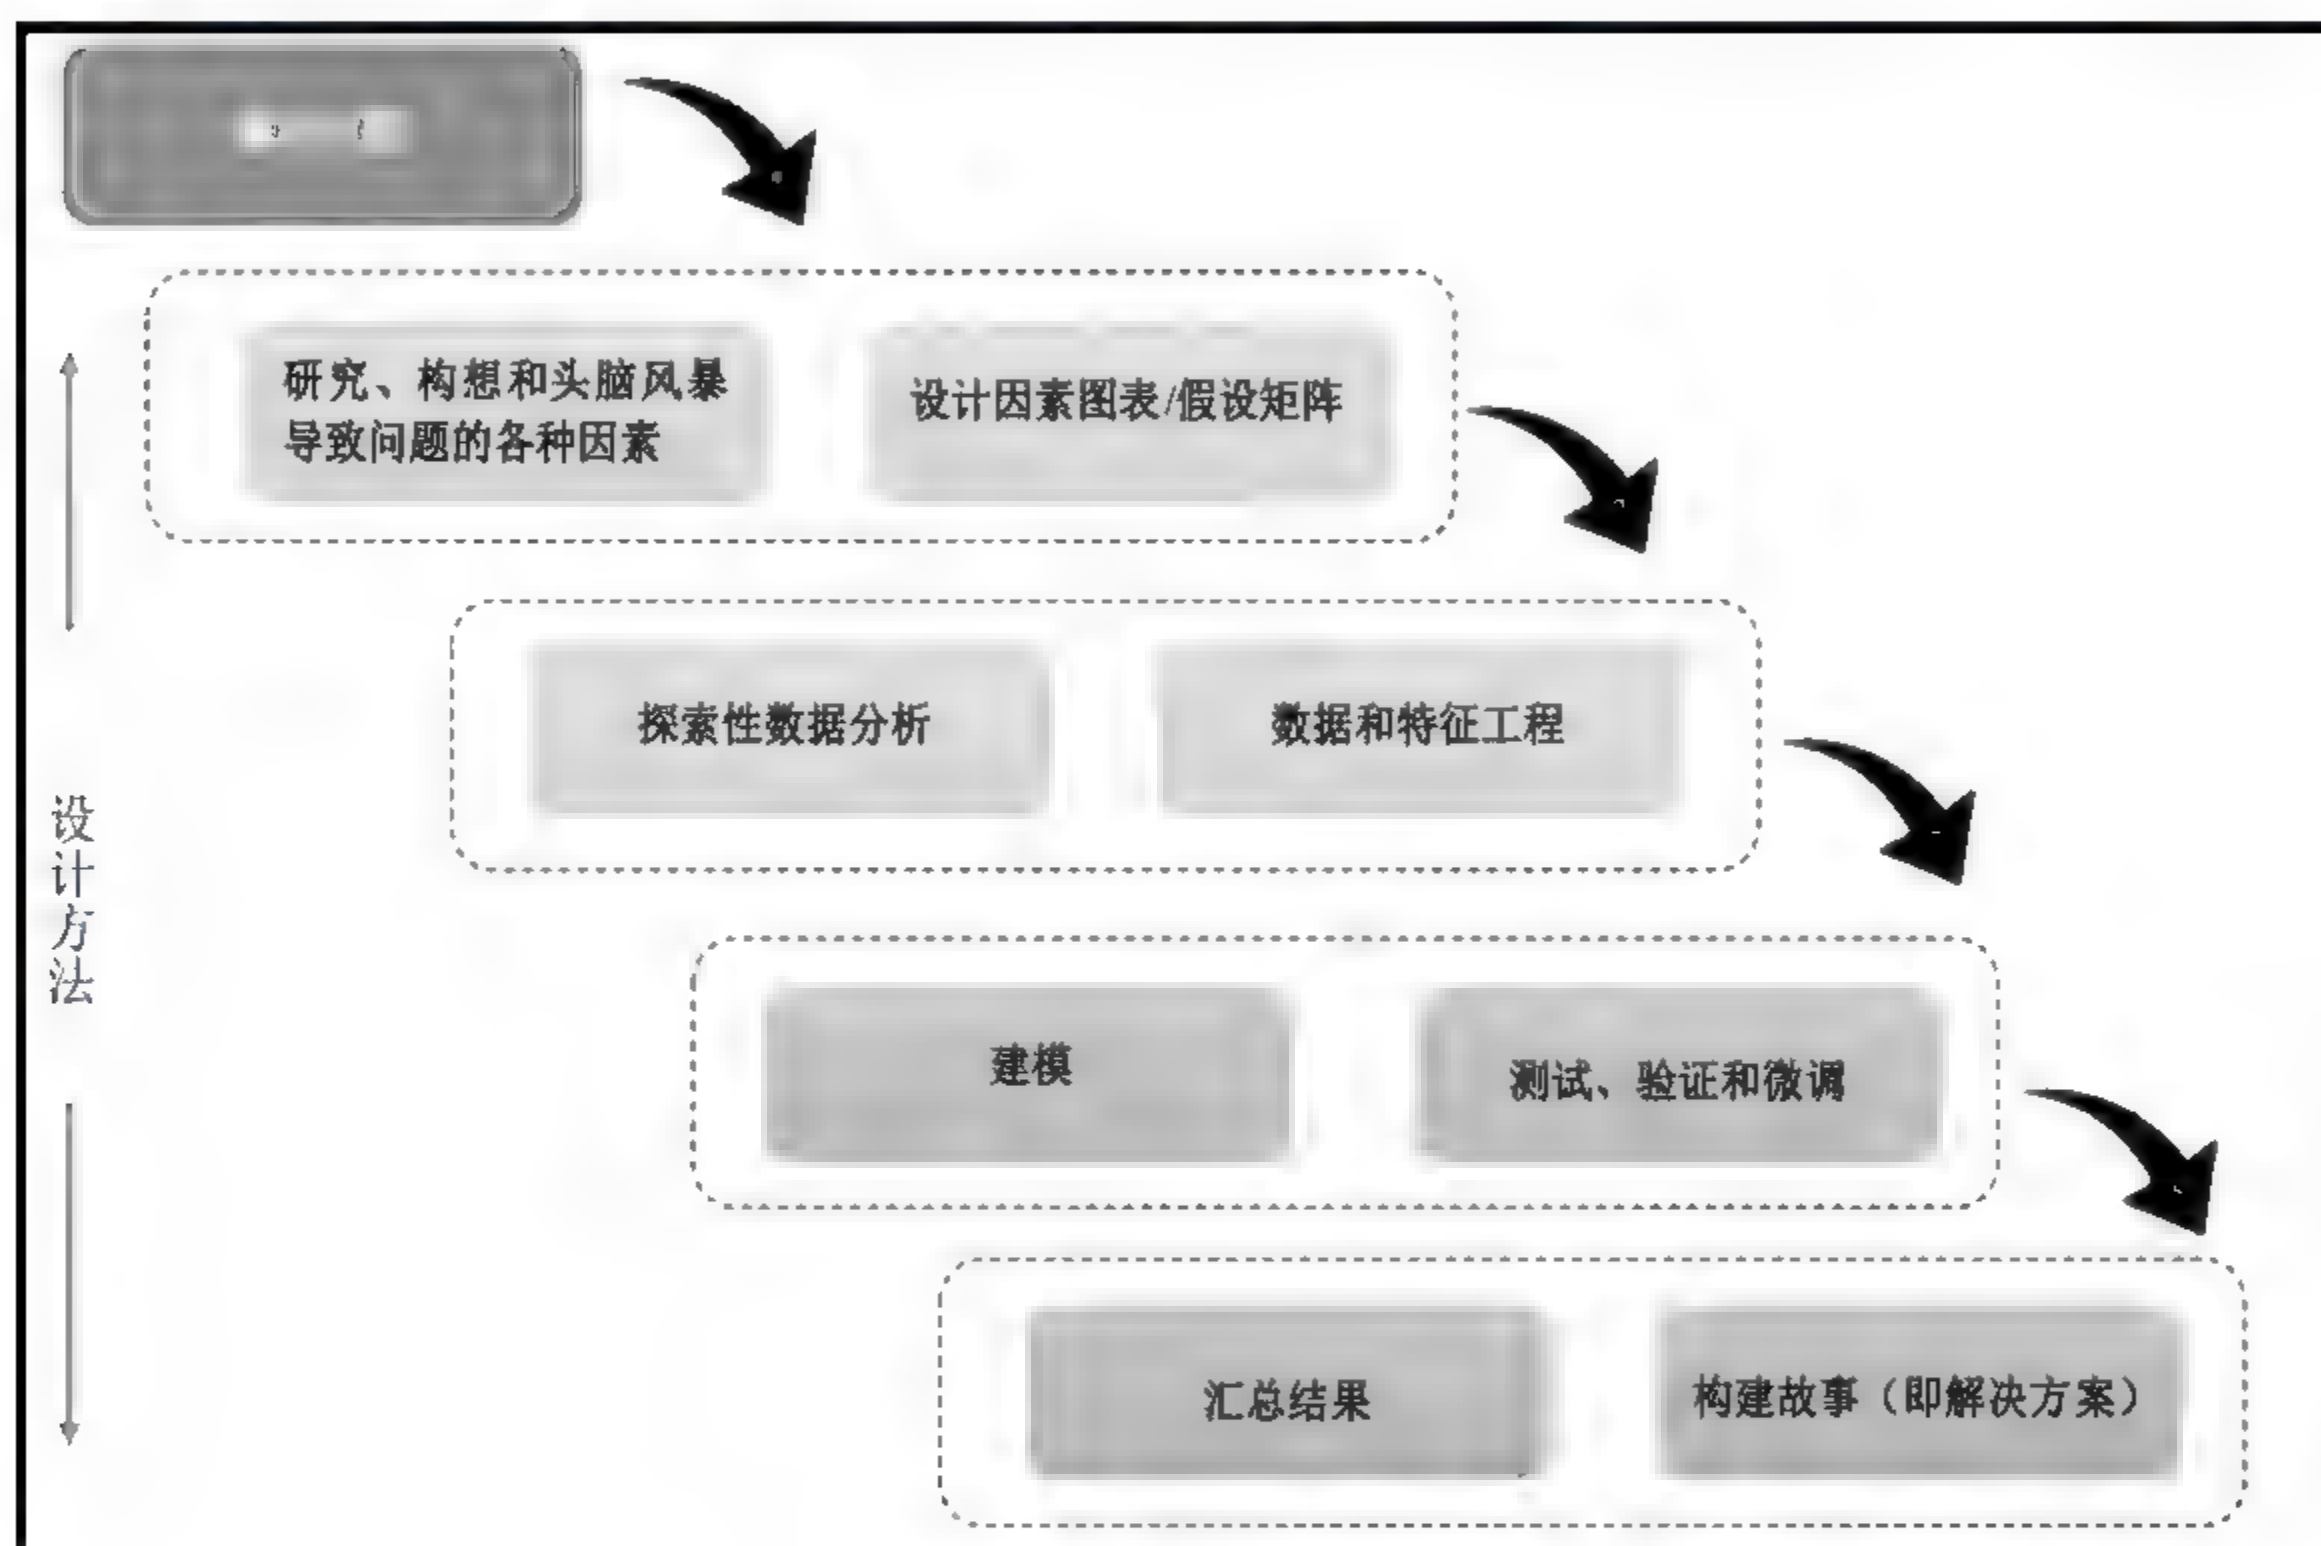 研究、构想和头脑风暴
导致问题的各种因素
设计因素图表/假设矩阵
探索性数据分析
数据和特征工程
设计方法
建模
测试、验证和微调
汇总结果
构建故事（即解决方案）